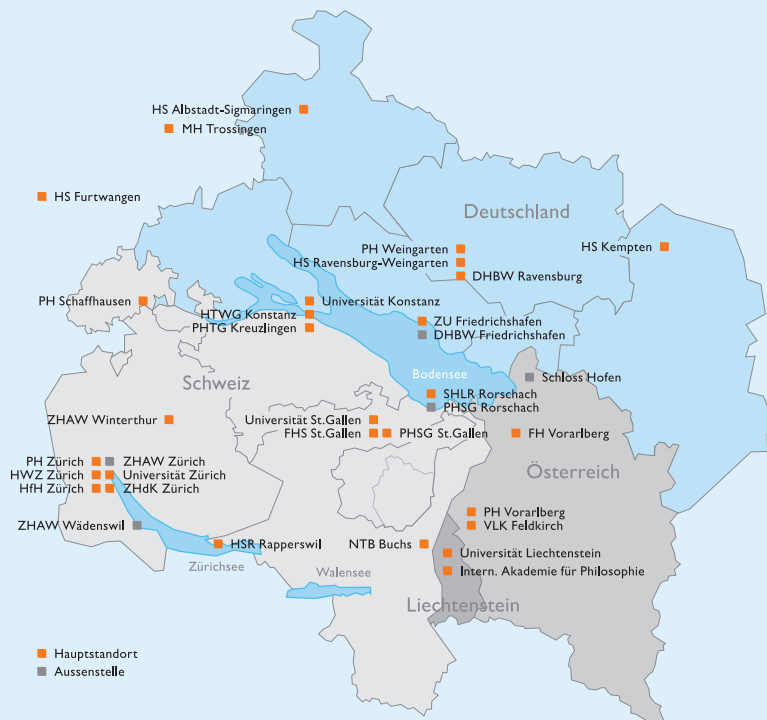 HS Albstadt-Sigmaringen
MH Trossingen
HS Furtwangen
Deutschland
PH Weingarten
HS Kempten
HS Ravensburg-Weingarten
DHBW Ravensburg
PH Schaffhausen
Universität Konstanz
HTWG Konstanz
ZU Friedrichshafen
PHTG Kreuzlingen
DHBW Friedrichshafen
Bodensee
Schloss Hofen
Schweiz
SHLR Rorschach
PHSG Rorschach
ZHAW Winterthur
Universität St.Gallen
FHS St.Gallen
PHSG St.Gallen
FH Vorarlberg
PH Zürich
ZHAW Zürich
Österreich
HWZ Zürich
Universität Zürich
HfH Zürich
ZHdK Zürich
PH Vorarlberg
ZHAW Wädenswil
VLK Feldkirch
HSR Rapperswil
NTB Buchs
Universität Liechtenstein
Zürichsee
Walensee
Intern. Akademie für Philosophie
Liechtenstein
Hauptstandort
Aussenstelle